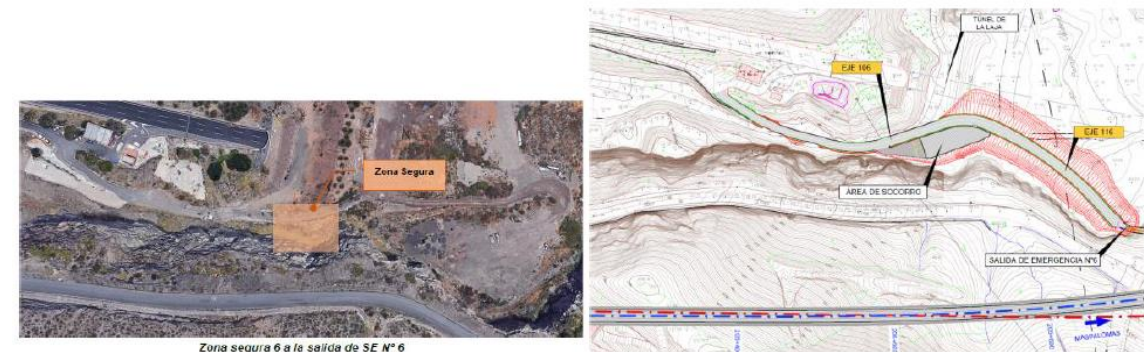 Zona Segura
Zona segura 6 a la salida de SE Nº 6
TUNEL DE
LA LAJA
EJE 106
EJE 116
ÁREA DE SOCORRO
SALIDA DE EMERGENCIA Nº6
MASPALOMAS